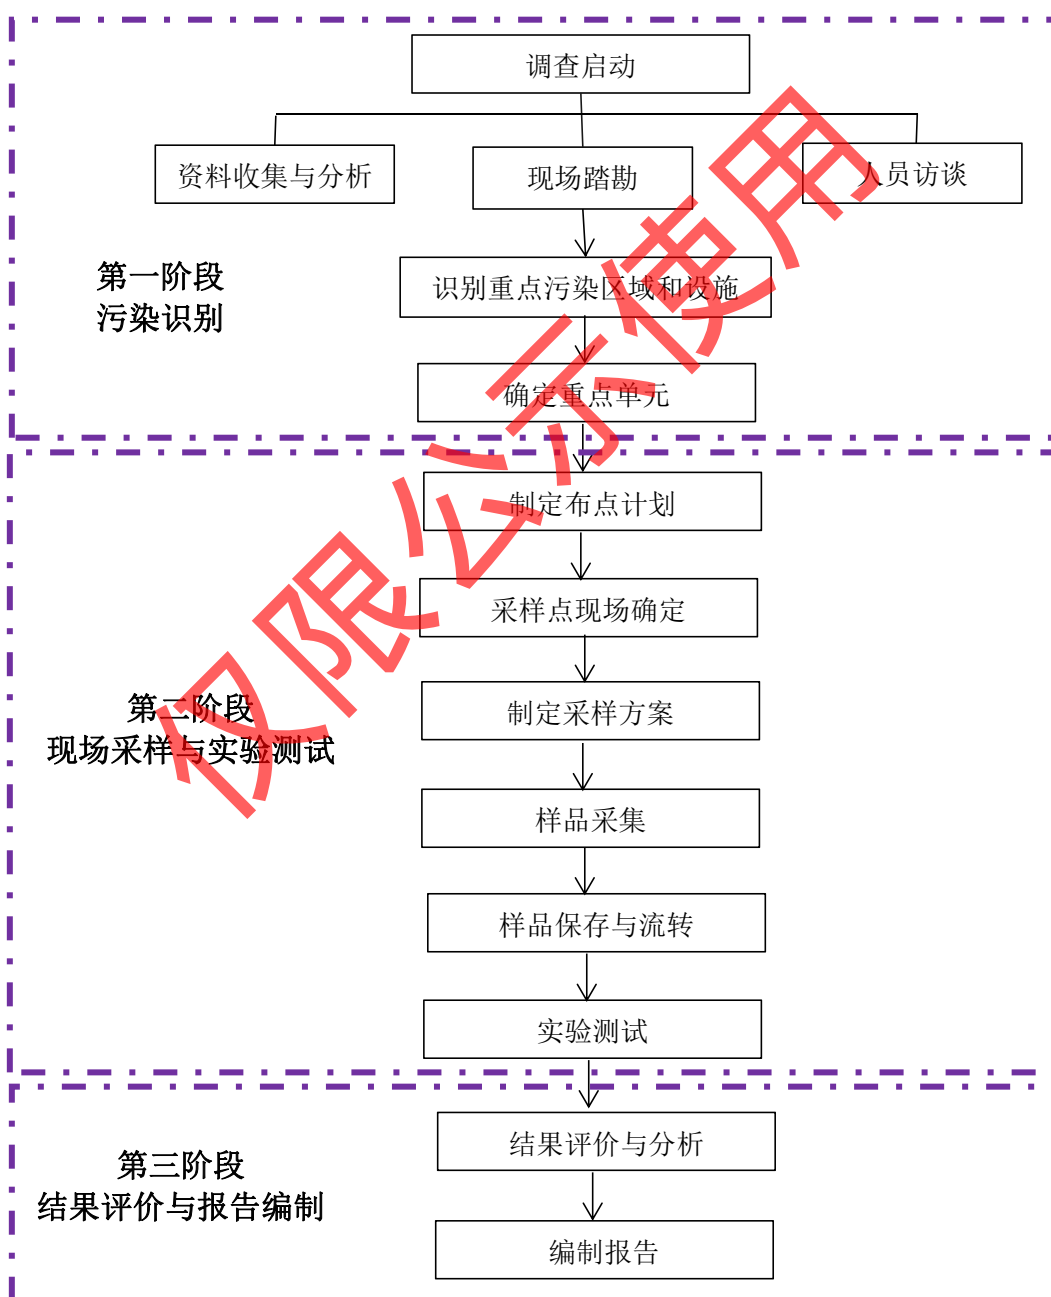 调查启动
资料收集与分析
现场踏勘
人员访谈
第一阶段
污染识别
识别重点污染区域和设施
确定重点单元
制定布点计划
采样点现场确定
第二阶段
现场采样与实验测试
制定采样方案
样品采集
样品保存与流转
实验测试
第三阶段
结果评价与报告编制
结果评价与分析
编制报告
仅限公示使用